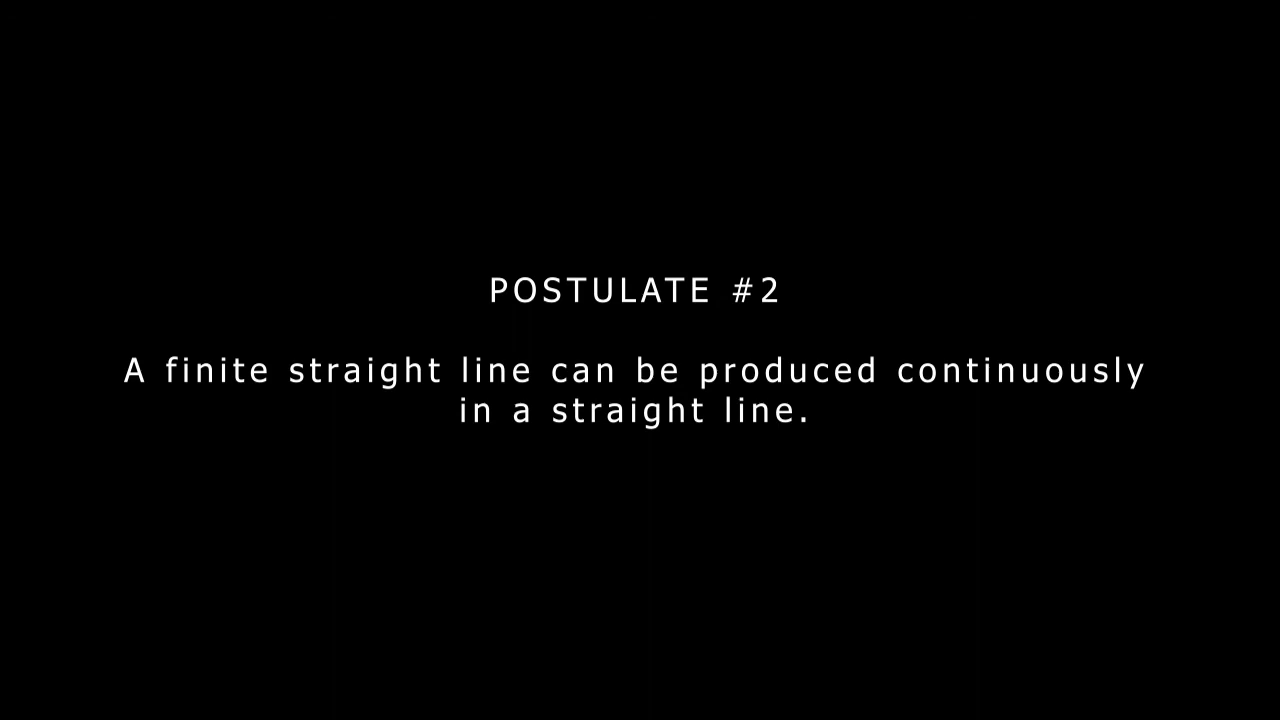 POSTULATE #2
A finite straight line can be produced continuously
in a straight line.